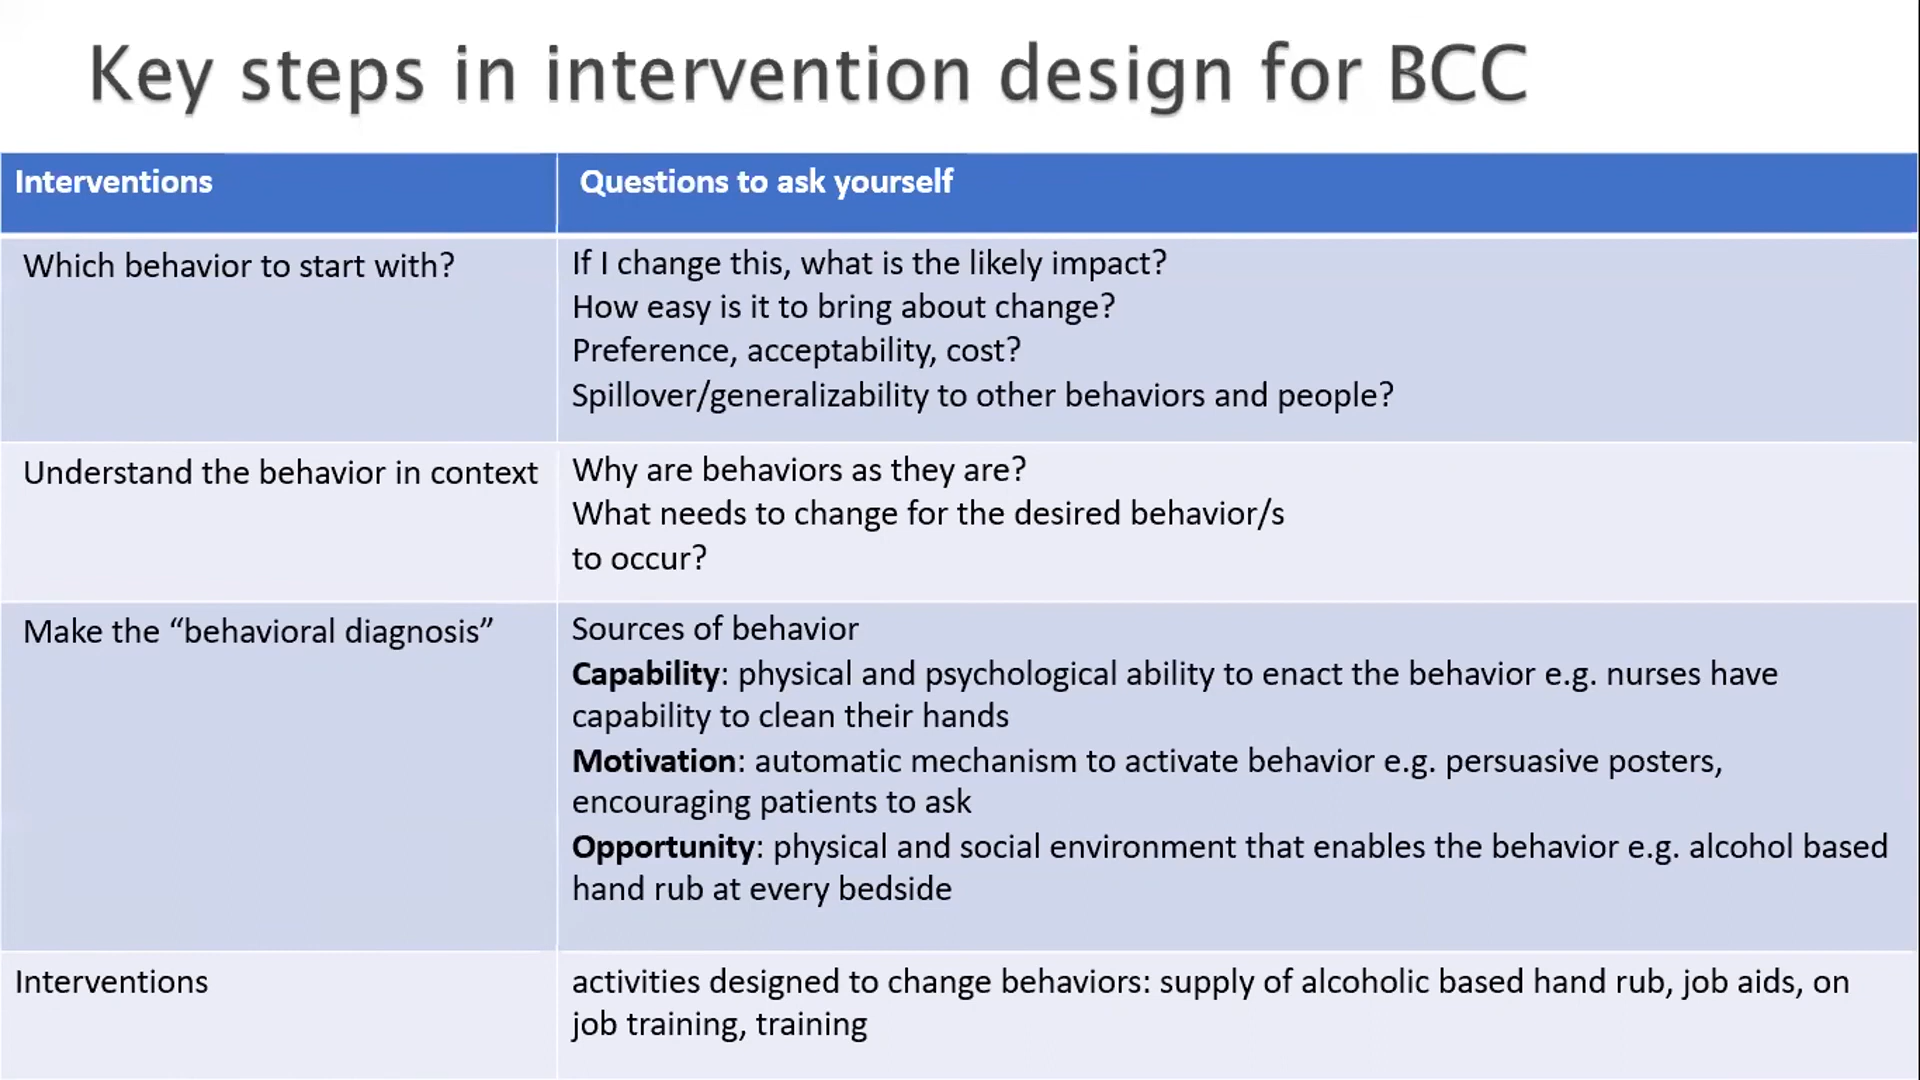 Key steps in intervention design for BCC
Interventions
Questions to ask yourself
Which behavior to start with?
If I change this, what is the likely impact?
How easy is it to bring about change?
Preference, acceptability, cost?
Spillover/generalizability to other behaviors and people?
Understand the behavior in context
Why are behaviors as they are?
What needs to change for the desired behavior/s
to occur?
Make the “behavioral diagnosis”
Sources of behavior
Capability: physical and psychological ability to enact the behavior e.g. nurses have
capability to clean their hands
Motivation: automatic mechanism to activate behavior e.g. persuasive posters,
encouraging patients to ask
Opportunity: physical and social environment that enables the behavior e.g. alcohol based
hand rub at every bedside
Interventions
activities designed to change behaviors: supply of alcoholic based hand rub, job aids, on
job training, training